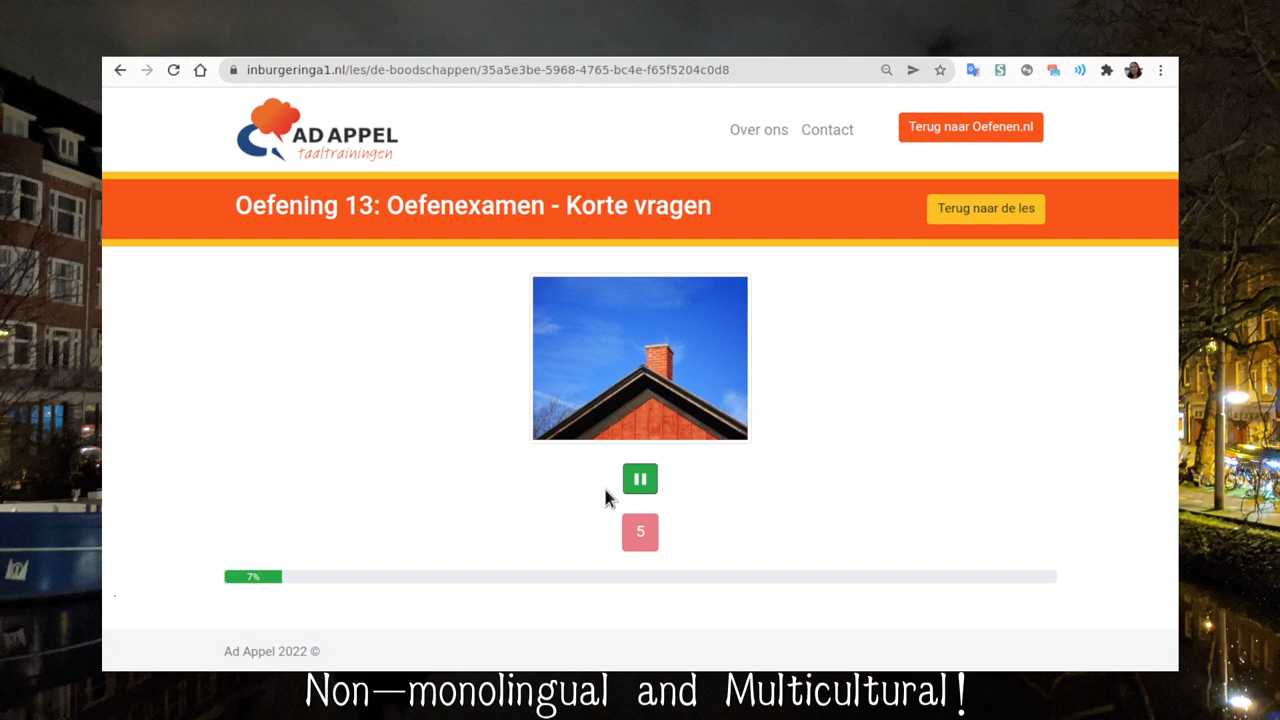 inburgeringa1.nl/les/de-boodschappen/35a5e3be-5968-4765-bc4e-f65f5204c0d8
AD APPEL
taaltrainingen
Over ons
Contact
Terug naar Oefenen.nl
Oefening 13: Oefenexamen - Korte vragen
Terug naar de les
5
7%
Ad Appel 2022 ©
Non-monolingual and Multicultural!